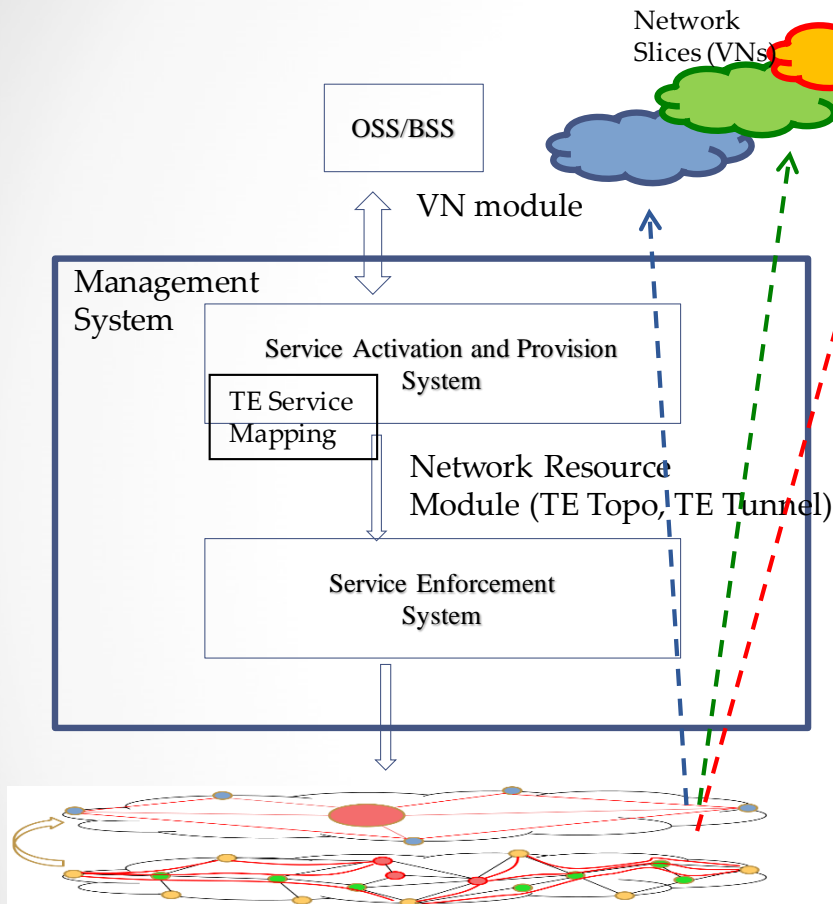 Network
Slices (VNs)
OSS/BSS
VN module
Management
System
Service Activation and Provision
System
TE Service
Mapping
Network Resource
Module (TE Topo, TE Tunnel)
Service Enforcement
System